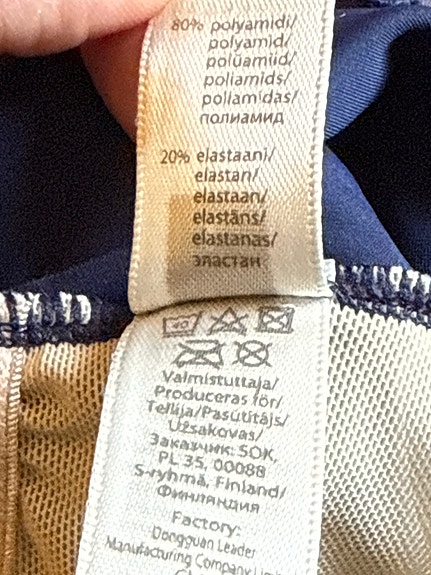 80% polyamidi/
polyamid/
polüamiid/
poliamīds/
poliamidas/
полиамид
20% elastaani/
elastan/
elastaan/
elastāns/
elastanas/
эластан
40
Valmistuttaja/
Produceras för/
Tellija/Pasūtītājs/
Užsakovas/
Заказчик: SOK,
PL 35, 00088
S-ryhmä, Finland/
Финляндия
Factory:
Dongguan Leader
Manufacturing Company